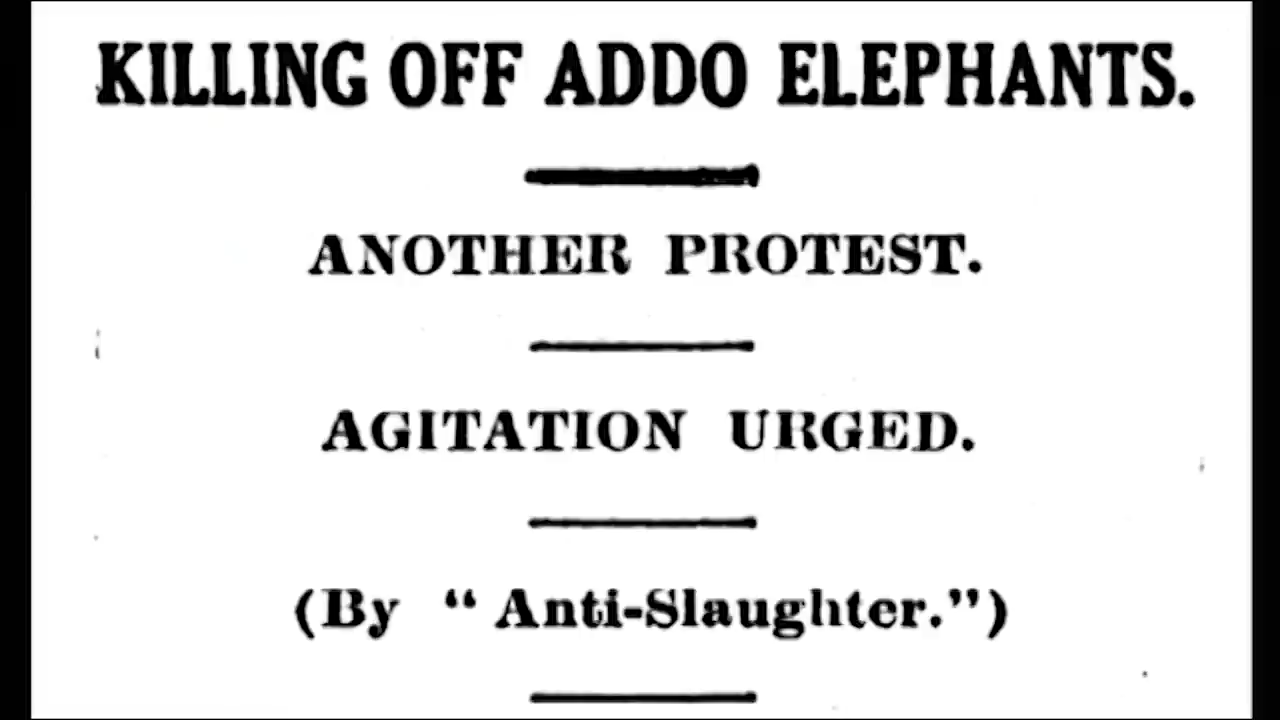 KILLING OFF ADDO ELEPHANTS.
ANOTHER PROTEST.
AGITATION URGED.
(By “ Anti-Slaughter.”)